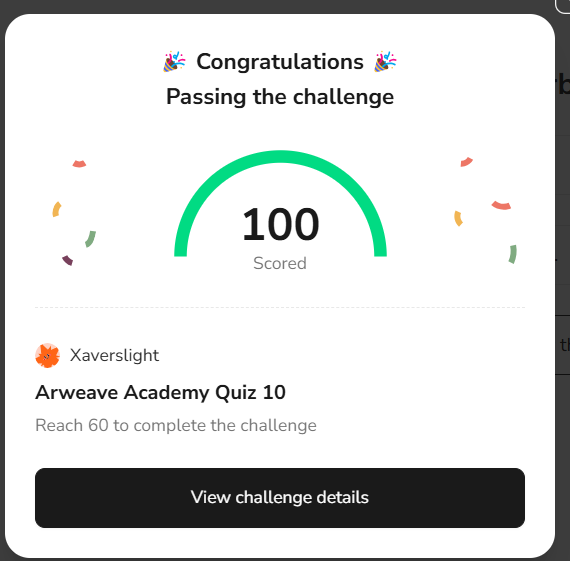 🎉 Congratulations 🎉
Passing the challenge
100
Scored
Xaverslight
Arweave Academy Quiz 10
Reach 60 to complete the challenge
View challenge details